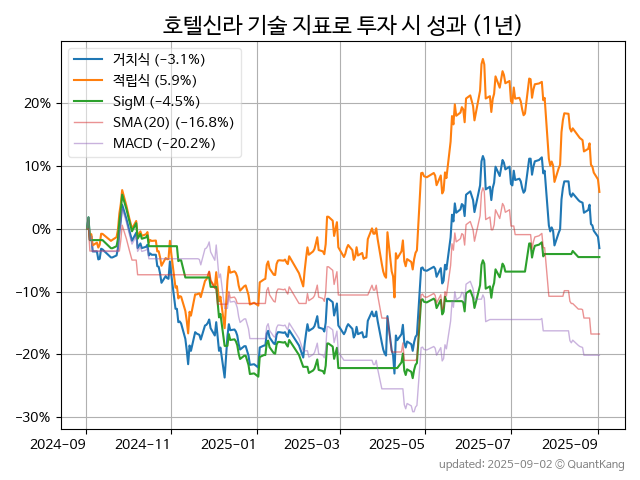 호텔신라 기술 지표로 투자 시 성과 (1년)
거치식 (−3.1%)
적립식 (5.9%)
SigM (−4.5%)
SMA(20) (−16.8%)
MACD (−20.2%)
20%
10%
0%
−10%
−20%
−30%
2024-09 2024-11 2025-01 2025-03 2025-05 2025-07 2025-09
updated: 2025-09-02 © QuantKang